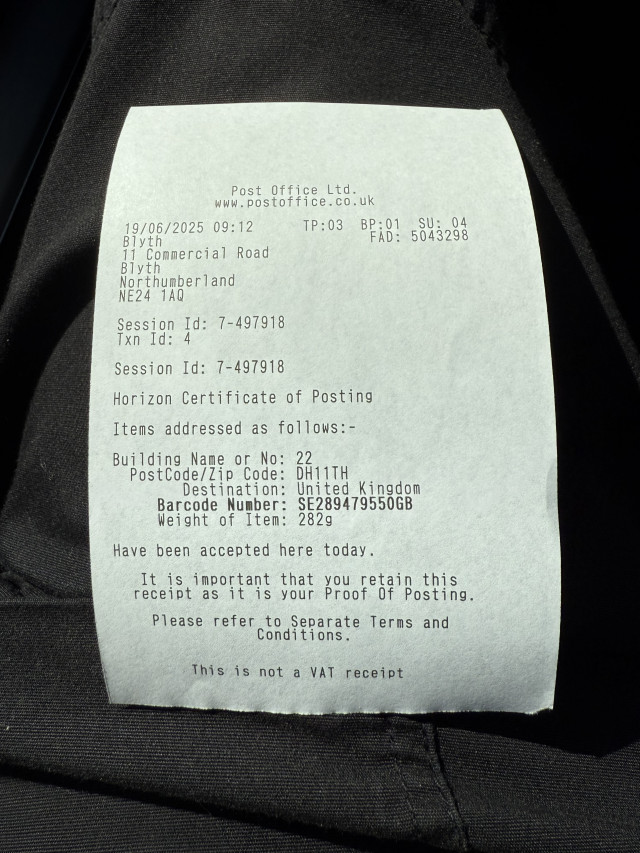 Post Office Ltd.
www.postoffice.co.uk
19/06/2025 09:12 TP:03 BP:01 SU: 04
Blyth FAD: 5043298
11 Commercial Road
Blyth
Northumberland
NE24 1AQ
Session Id: 7-497918
Txn Id: 4
Session Id: 7-497918
Horizon Certificate of Posting
Items addressed as follows:-
Building Name or No: 22
PostCode/Zip Code: DH11TH
Destination: United Kingdom
Barcode Number: SE289479550GB
Weight of Item: 282g
Have been accepted here today.
It is important that you retain this
receipt as it is your Proof Of Posting.
Please refer to Separate Terms and
Conditions.
This is not a VAT receipt